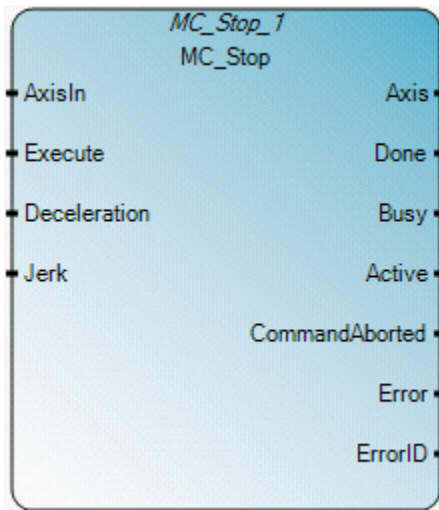 MC_Stop_1
MC_Stop
AxisIn Axis
Execute Done
Deceleration Busy
Jerk Active
CommandAborted
Error
ErrorID